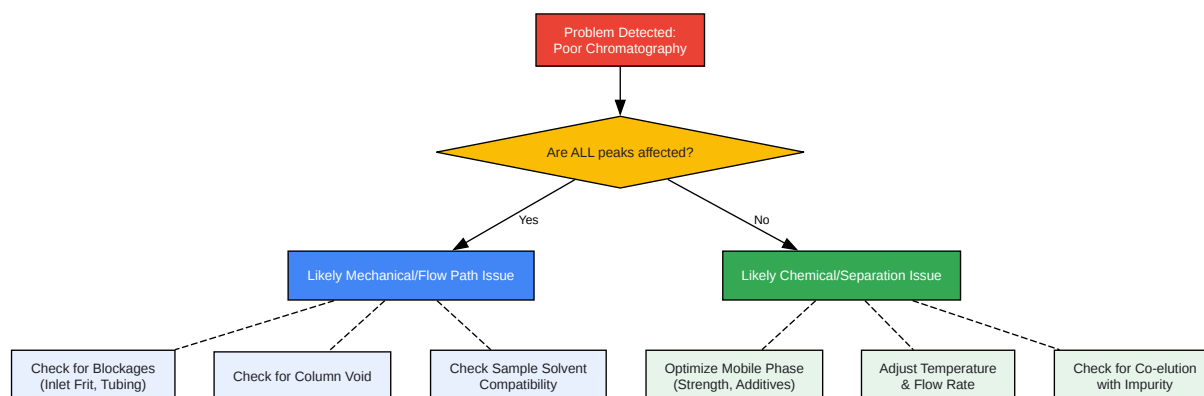 Problem Detected:
Poor Chromatography
Are ALL peaks affected?
Yes
No
Likely Mechanical/Flow Path Issue
Likely Chemical/Separation Issue
Check for Blockages
(Inlet Frit, Tubing)
Check for Column Void
Check Sample Solvent
Compatibility
Optimize Mobile Phase
(Strength, Additives)
Adjust Temperature
& Flow Rate
Check for Co-elution
with Impurity